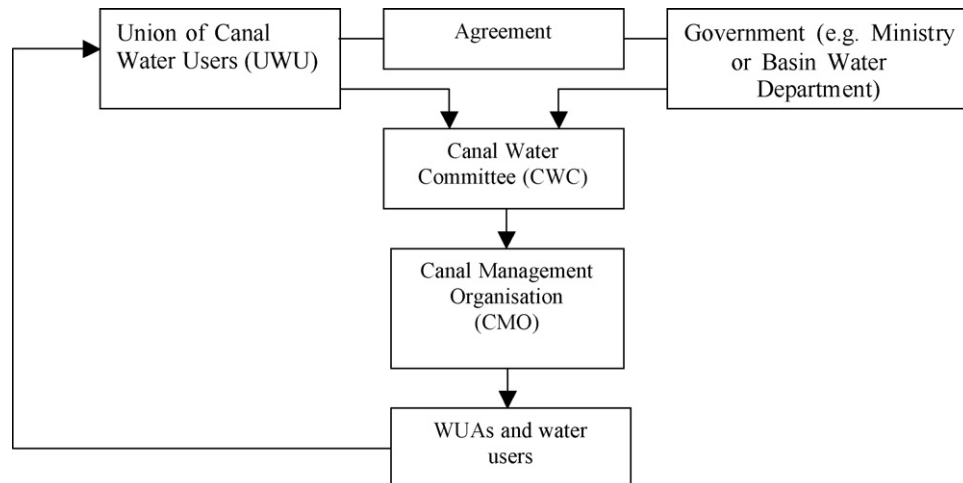 Union of Canal
Water Users (UWU)
Agreement
Government (e.g. Ministry
or Basin Water
Department)
Canal Water
Committee (CWC)
Canal Management
Organisation
(CMO)
WUAs and water
users